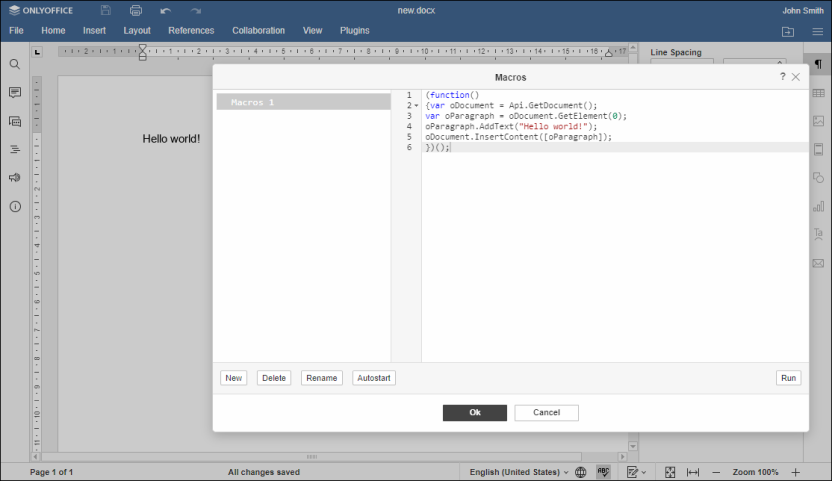 ONLYOFFICE
new.docx
John Smith
File Home Insert Layout References Collaboration View Plugins
Line Spacing
Hello world!
Macros
?
Macros 1
1 (function()
2 {var oDocument = Api.GetDocument();
3 var oParagraph = oDocument.GetElement(0);
4 oParagraph.AddText("Hello world!");
5 oDocument.InsertContent([oParagraph]);
6 })();
New Delete Rename Autostart Run
Ok Cancel
Page 1 of 1 All changes saved English (United States) ABC Zoom 100%